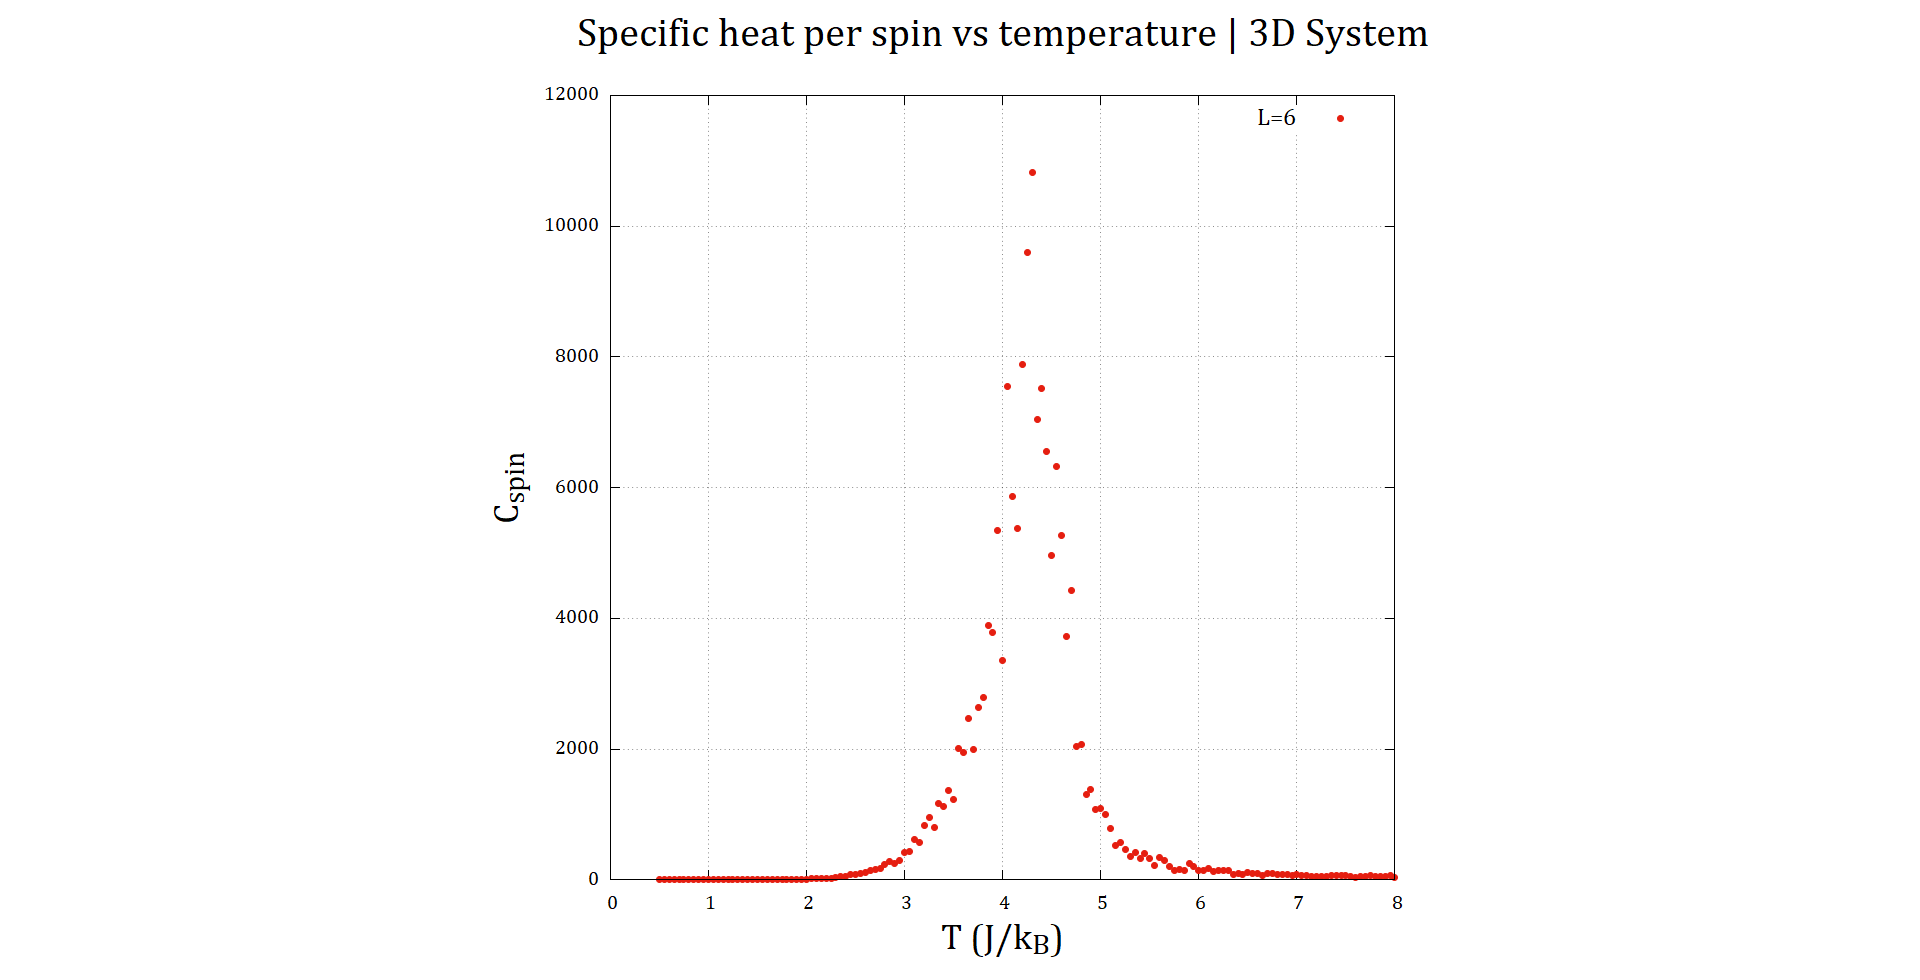 Specific heat per spin vs temperature | 3D System
12000
L=6
10000
8000
6000
4000
2000
0
Cspin
0 1 2 3 4 5 6 7 8
T (J/kB)